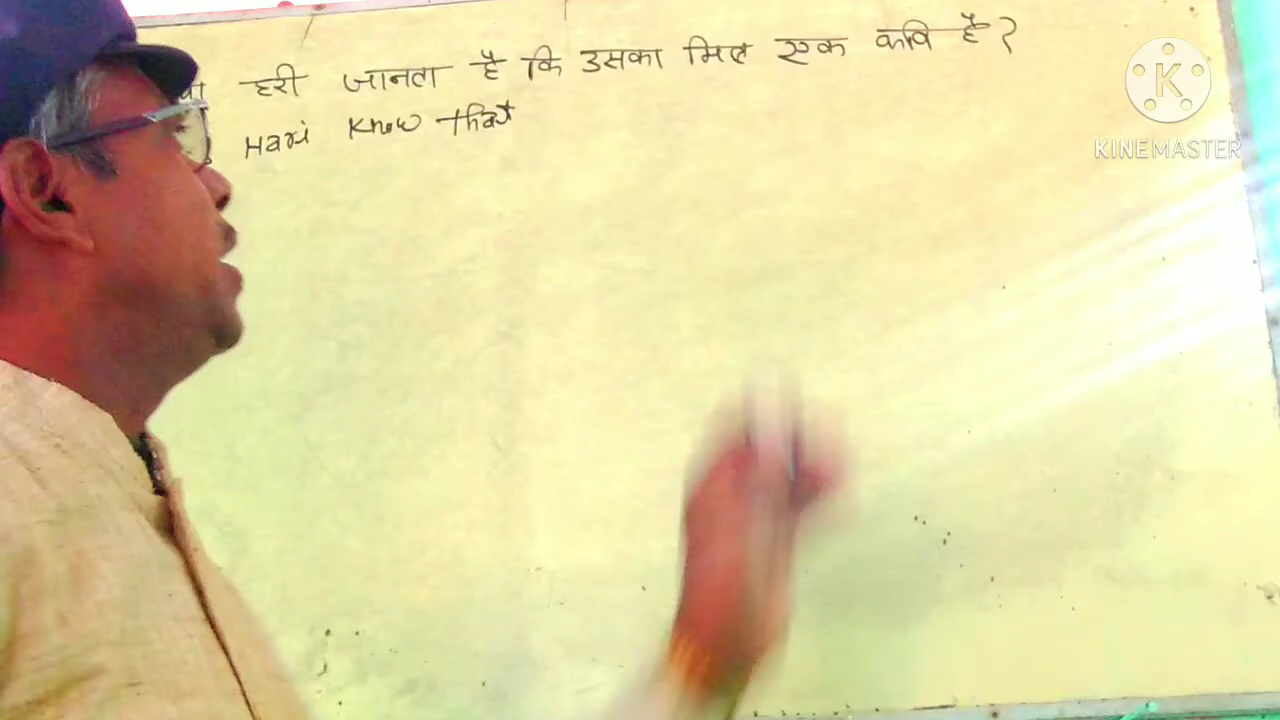 हरी जानता है कि उसका मित्र एक कवि है?
Hari know that
K
KINEMASTER